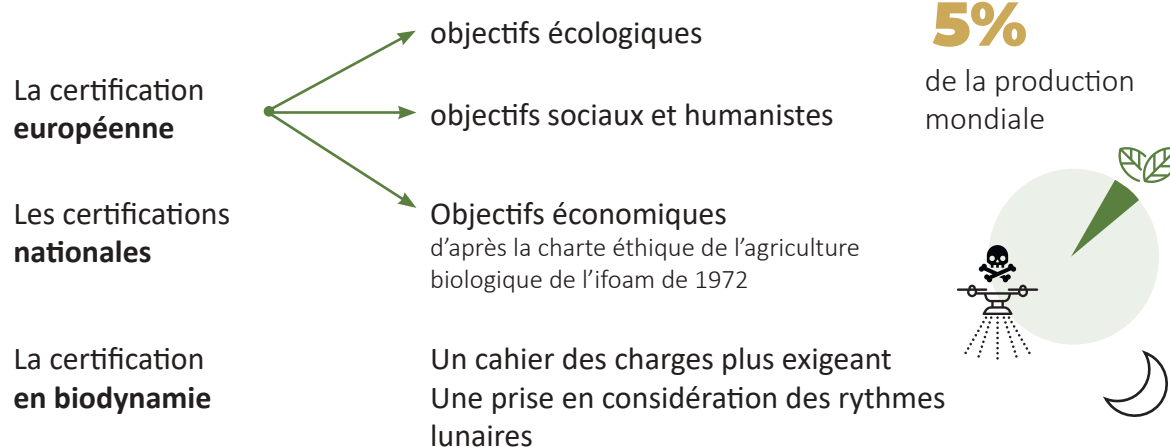 La certification
européenne
objectifs écologiques
objectifs sociaux et humanistes
5%
de la production
mondiale
Les certifications
nationales
Objectifs économiques
d'après la charte éthique de l'agriculture
biologique de l'ifoam de 1972
La certification
en biodynamie
Un cahier des charges plus exigeant
Une prise en considération des rythmes
lunaires